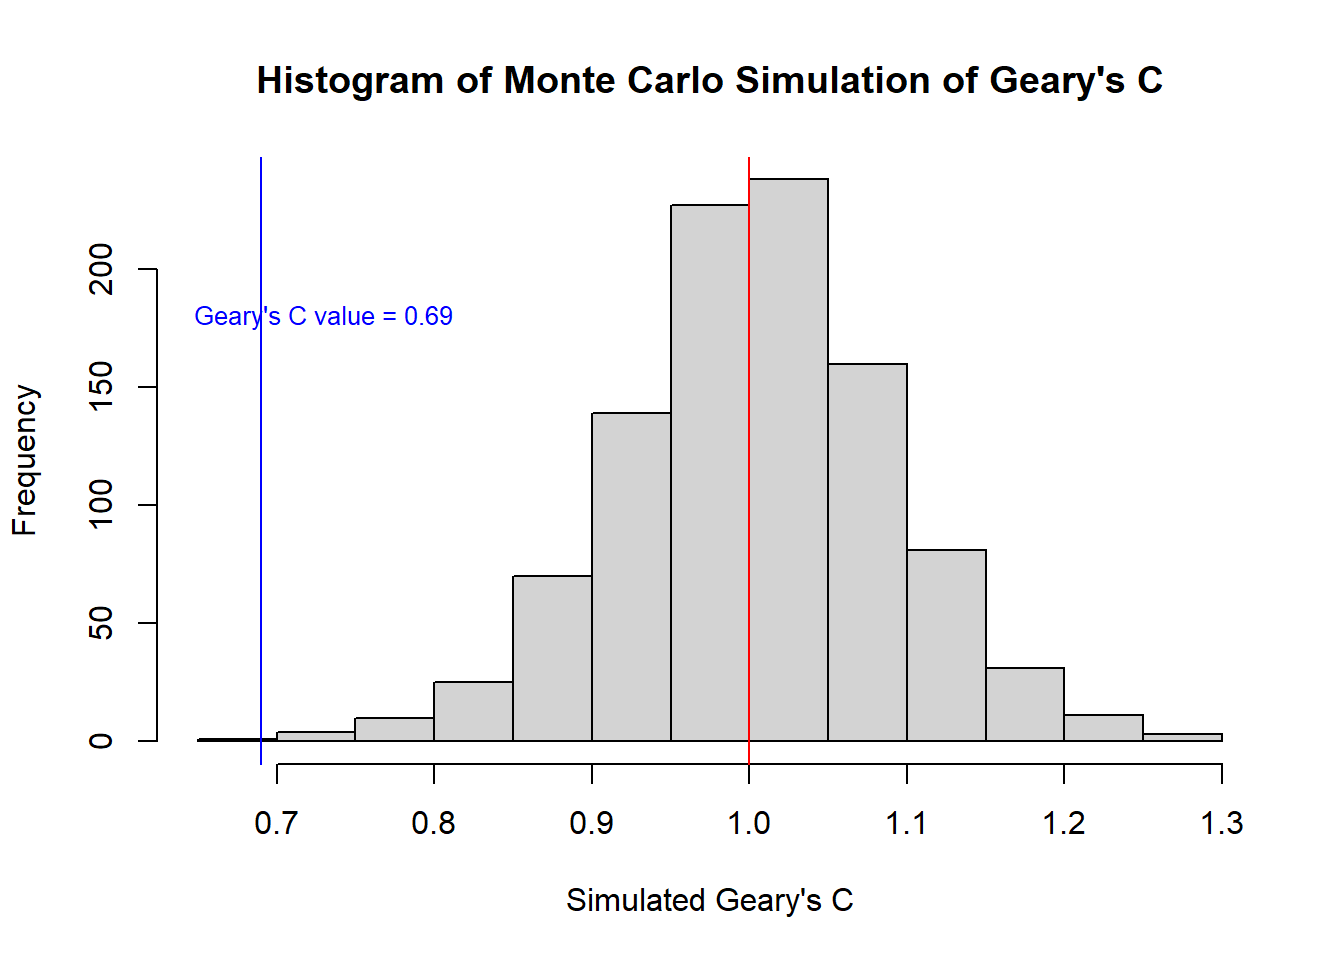 Histogram of Monte Carlo Simulation of Geary's C
Frequency
200
150
100
50
0
Geary's C value = 0.69
0.7 0.8 0.9 1.0 1.1 1.2 1.3
Simulated Geary's C